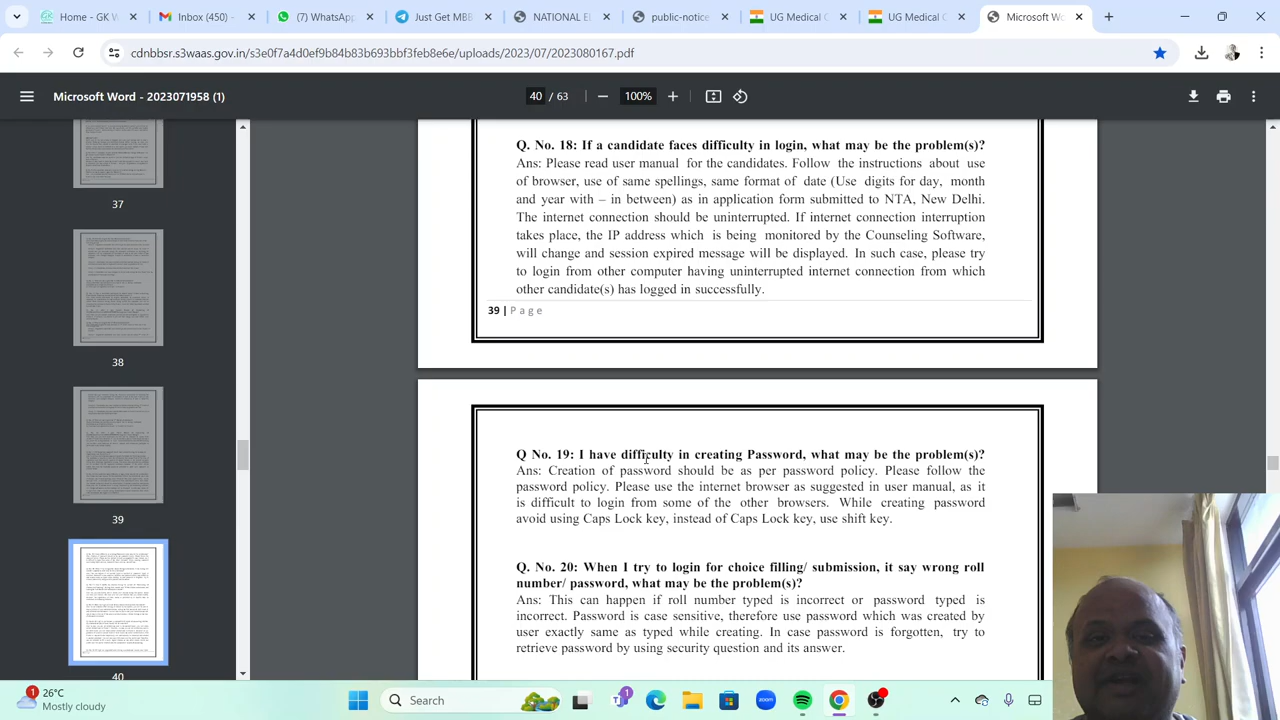 Home - GK W
Inbox (450)
(7) WhatsA
Just Get MBB
NATIONAL E
public-notice
UG Medical C
UG Medical C
Microsoft Wo
cdnbbsr.s3waas.gov.in/s3e0f7a4d0ef9b84b83b693bbf3feb8e6e/uploads/2023/07/2023080167.pdf
Microsoft Word - 2023071958 (1)
40 / 63
100%
37
38
39
40
Q. No. 18: If a candidate faces difficulty in login, what may be the problem(s)?
Ans: Please read user manual for the candidates. Follow the instructions about use
of browser, use of same spellings, same format of date (Use digits for day, month
and year with – in between) as in application form submitted to NTA, New Delhi.
The internet connection should be uninterrupted. If internet connection interruption
takes place, the IP address which is being monitored by the Counseling Software,
will change and session expired message will be displayed. In such case, please try
from other computer having uninterrupted internet connection from which
other candidate(s) has logged in successfully.
39 | P a g e
Q. No. 19: I have difficulty in creating Password, what may be the problem(s)?
Ans: Creation of password should be as per password policy. Please follow the
password policy. Please use the internet browser as suggested in user manual, as it
is difficult to login from some of the other browsers. While creating password
avoid using Caps Lock key, instead of Caps Lock key, use shift key.
Q. No. 20: When I try to login for choice filling/ submission, it say wrong roll
number/password, what may be the problem(s)?
Ans: This can happen if roll number typed is incorrect or password typed is
incorrect. Password is case sensitive, therefore use password which was created by
exactly same as typed while creating. In case password is forgotten, try to
password by using security question and its answer.
1
26°C
Mostly cloudy
Search
1
zoom